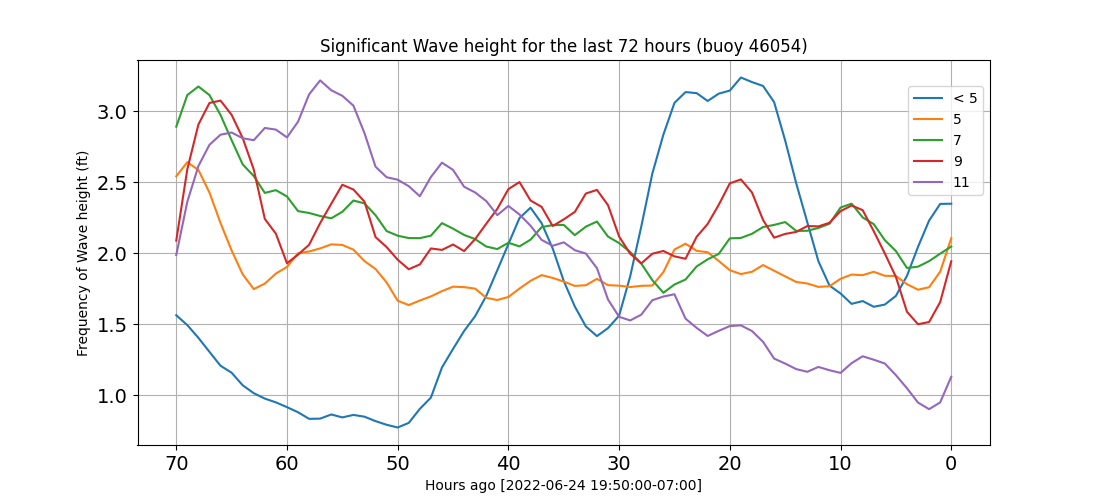 Significant Wave height for the last 72 hours (buoy 46054)
Frequency of Wave height (ft)
3.0
2.5
2.0
1.5
1.0
< 5
5
7
9
11
70 60 50 40 30 20 10 0
Hours ago [2022-06-24 19:50:00-07:00]